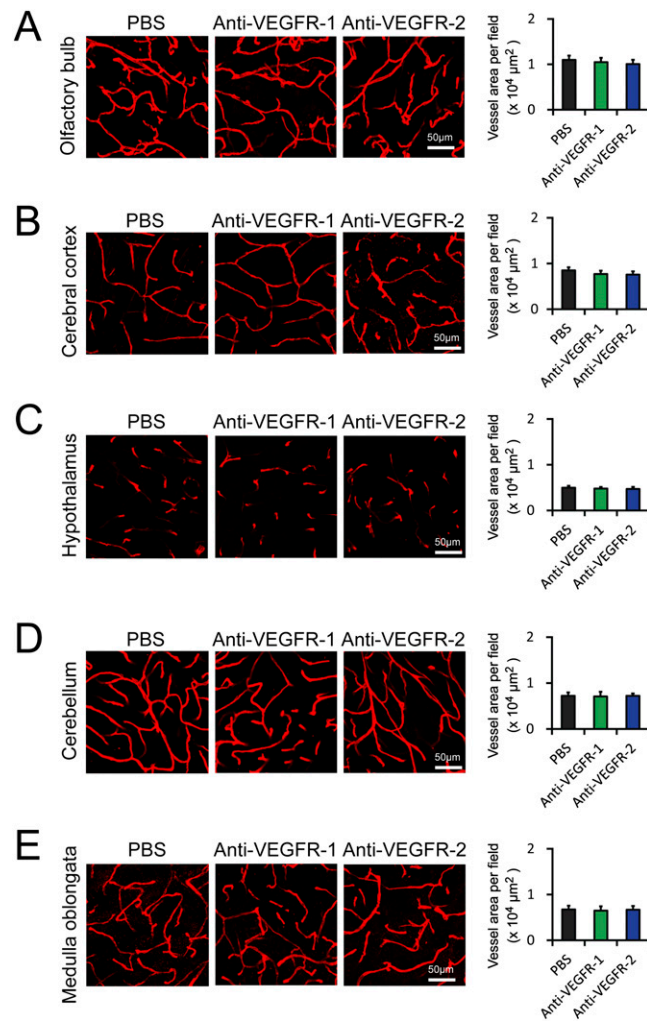 A
PBS Anti-VEGFR-1 Anti-VEGFR-2
Olfactory bulb
50µm
Vessel area per field
(x 10⁴ µm²)
2
1
0
PBS
Anti-VEGFR-1
Anti-VEGFR-2
B
PBS Anti-VEGFR-1 Anti-VEGFR-2
Cerebral cortex
50µm
Vessel area per field
(x 10⁴ µm²)
2
1
0
PBS
Anti-VEGFR-1
Anti-VEGFR-2
C
PBS Anti-VEGFR-1 Anti-VEGFR-2
Hypothalamus
50µm
Vessel area per field
(x 10⁴ µm²)
2
1
0
PBS
Anti-VEGFR-1
Anti-VEGFR-2
D
PBS Anti-VEGFR-1 Anti-VEGFR-2
Cerebellum
50µm
Vessel area per field
(x 10⁴ µm²)
2
1
0
PBS
Anti-VEGFR-1
Anti-VEGFR-2
E
PBS Anti-VEGFR-1 Anti-VEGFR-2
Medulla oblongata
50µm
Vessel area per field
(x 10⁴ µm²)
2
1
0
PBS
Anti-VEGFR-1
Anti-VEGFR-2